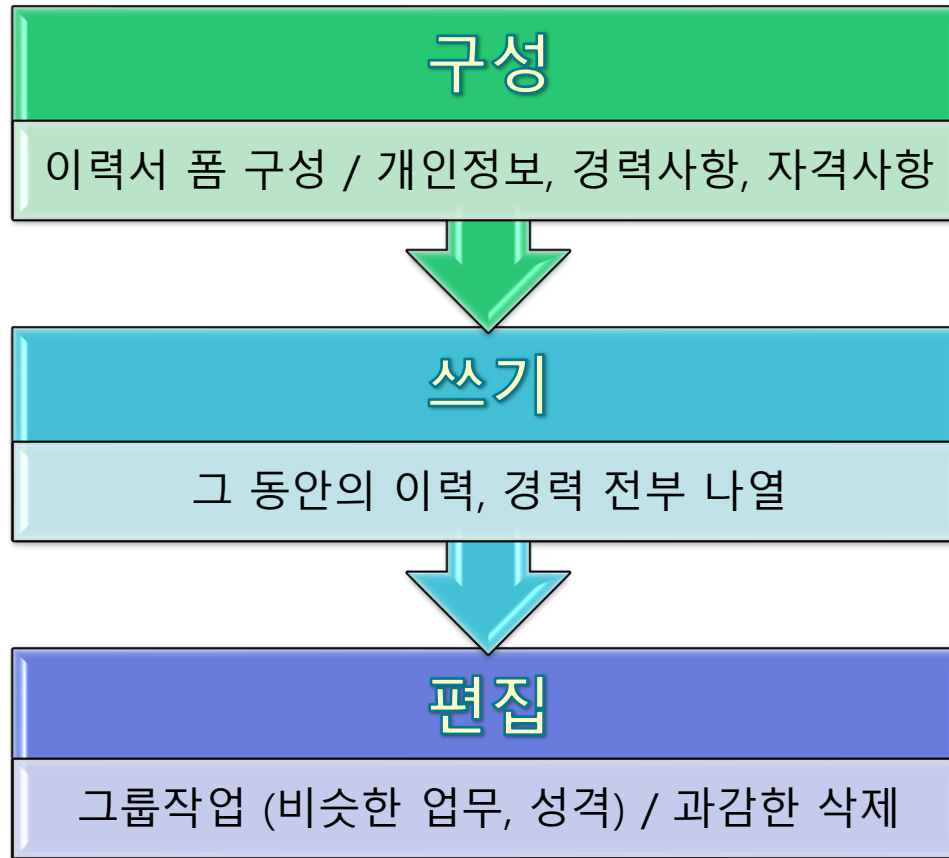 구성
이력서 폼 구성 / 개인정보, 경력사항, 자격사항
쓰기
그 동안의 이력, 경력 전부 나열
편집
그룹작업 (비슷한 업무, 성격) / 과감한 삭제